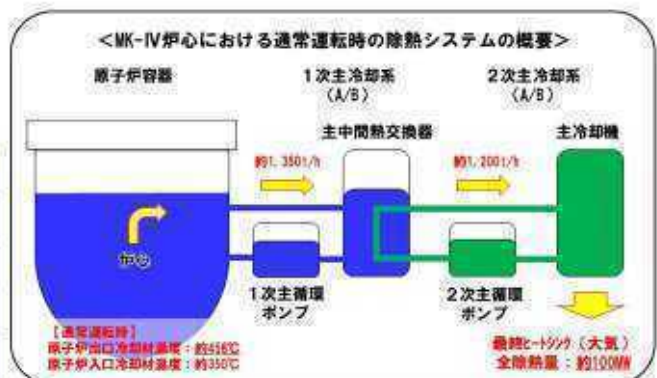 ＜MK-Ⅳ炉心における通常運転時の除熱システムの概要＞
原子炉容器
1次主冷却系
(A/B)
2次主冷却系
(A/B)
主中間熱交換器
主冷却機
約1,350t/h
約1,200t/h
炉心
1次主循環
ポンプ
2次主循環
ポンプ
【通常運転時】
原子炉出口冷却材温度：約456℃
原子炉入口冷却材温度：約350℃
最終ヒートシンク（大気）
全除熱量：約100MW